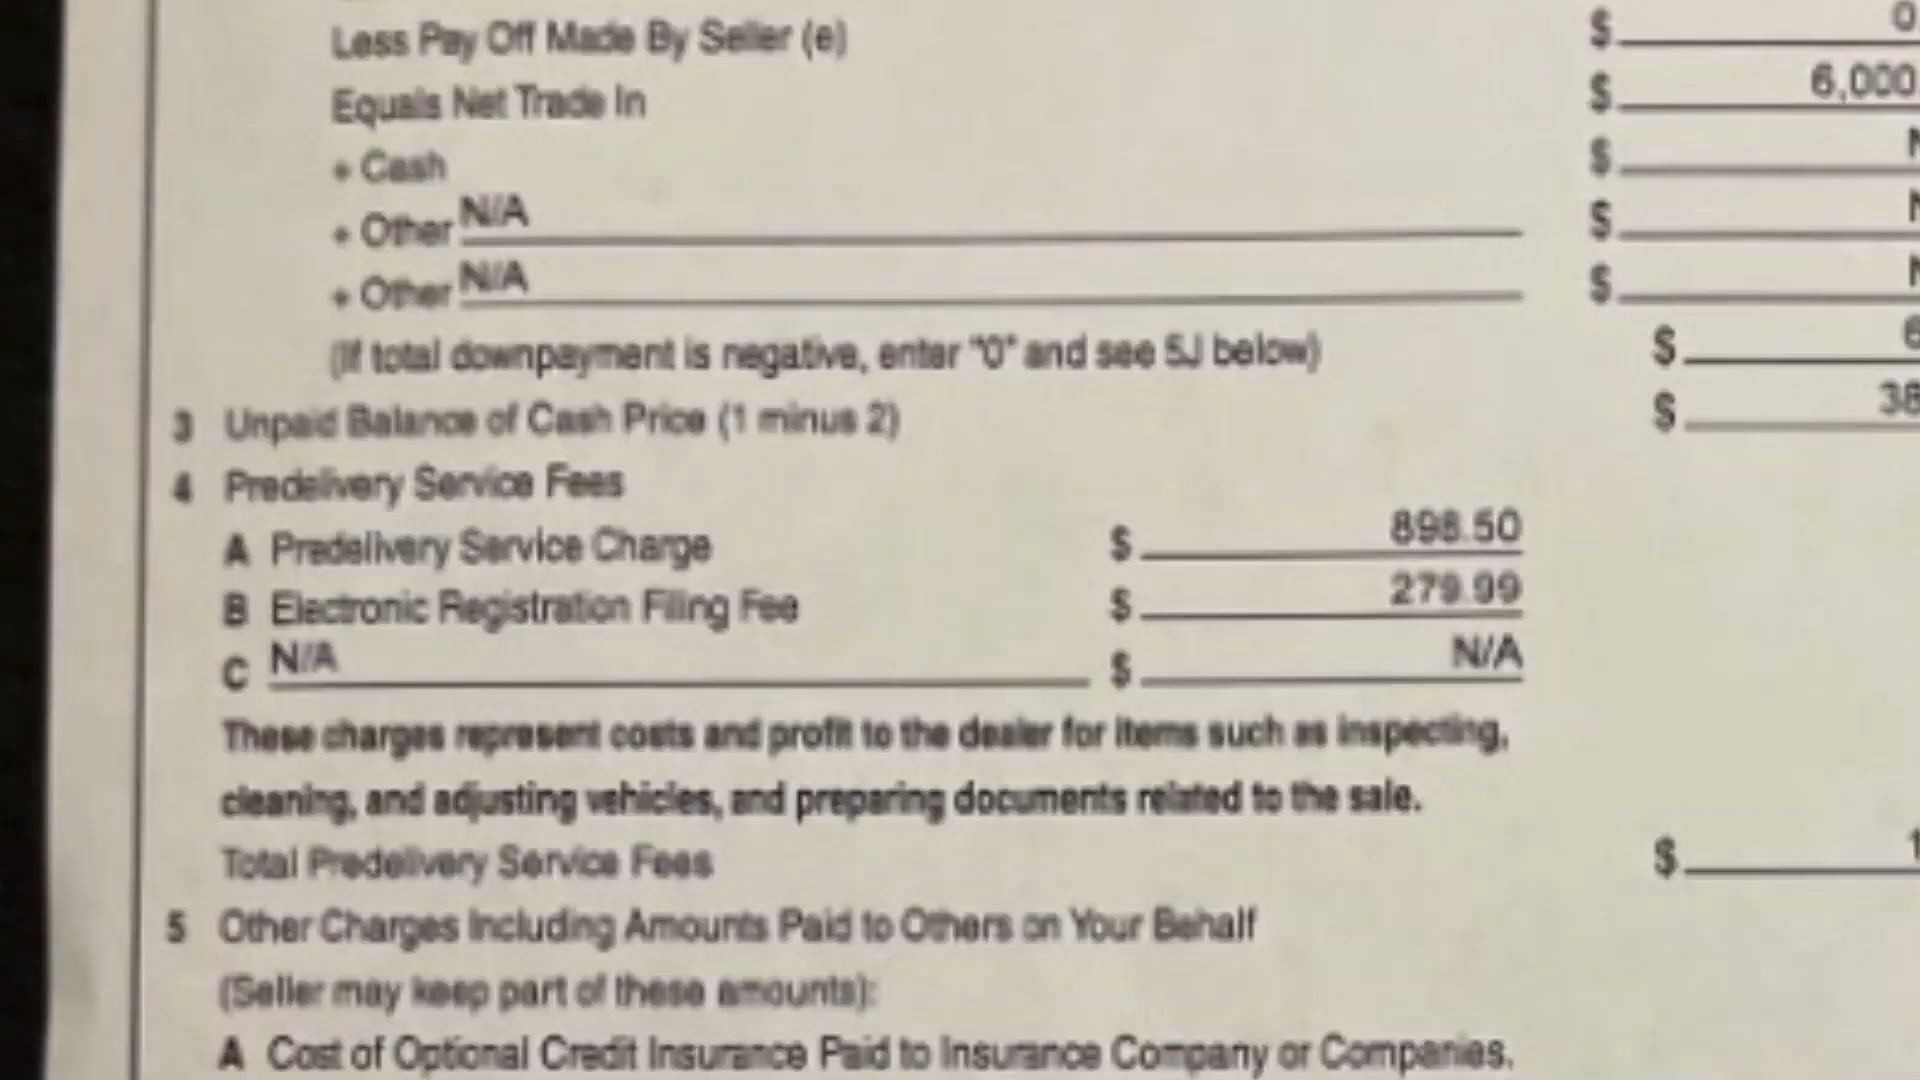 Less Pay Off Made By Seller (e) $ 0
Equals Net Trade In $ 6,000.
+ Cash $ N
+ Other N/A $ N
+ Other N/A $ N
(If total downpayment is negative, enter "0" and see 5J below) $ 6
3 Unpaid Balance of Cash Price (1 minus 2) $ 38
4 Predelivery Service Fees
A Predelivery Service Charge $ 898.50
B Electronic Registration Filing Fee $ 279.99
C N/A $ N/A
These charges represent costs and profit to the dealer for items such as inspecting,
cleaning, and adjusting vehicles, and preparing documents related to the sale.
Total Predelivery Service Fees $ 1
5 Other Charges Including Amounts Paid to Others on Your Behalf
(Seller may keep part of these amounts):
A Cost of Optional Credit Insurance Paid to Insurance Company or Companies.